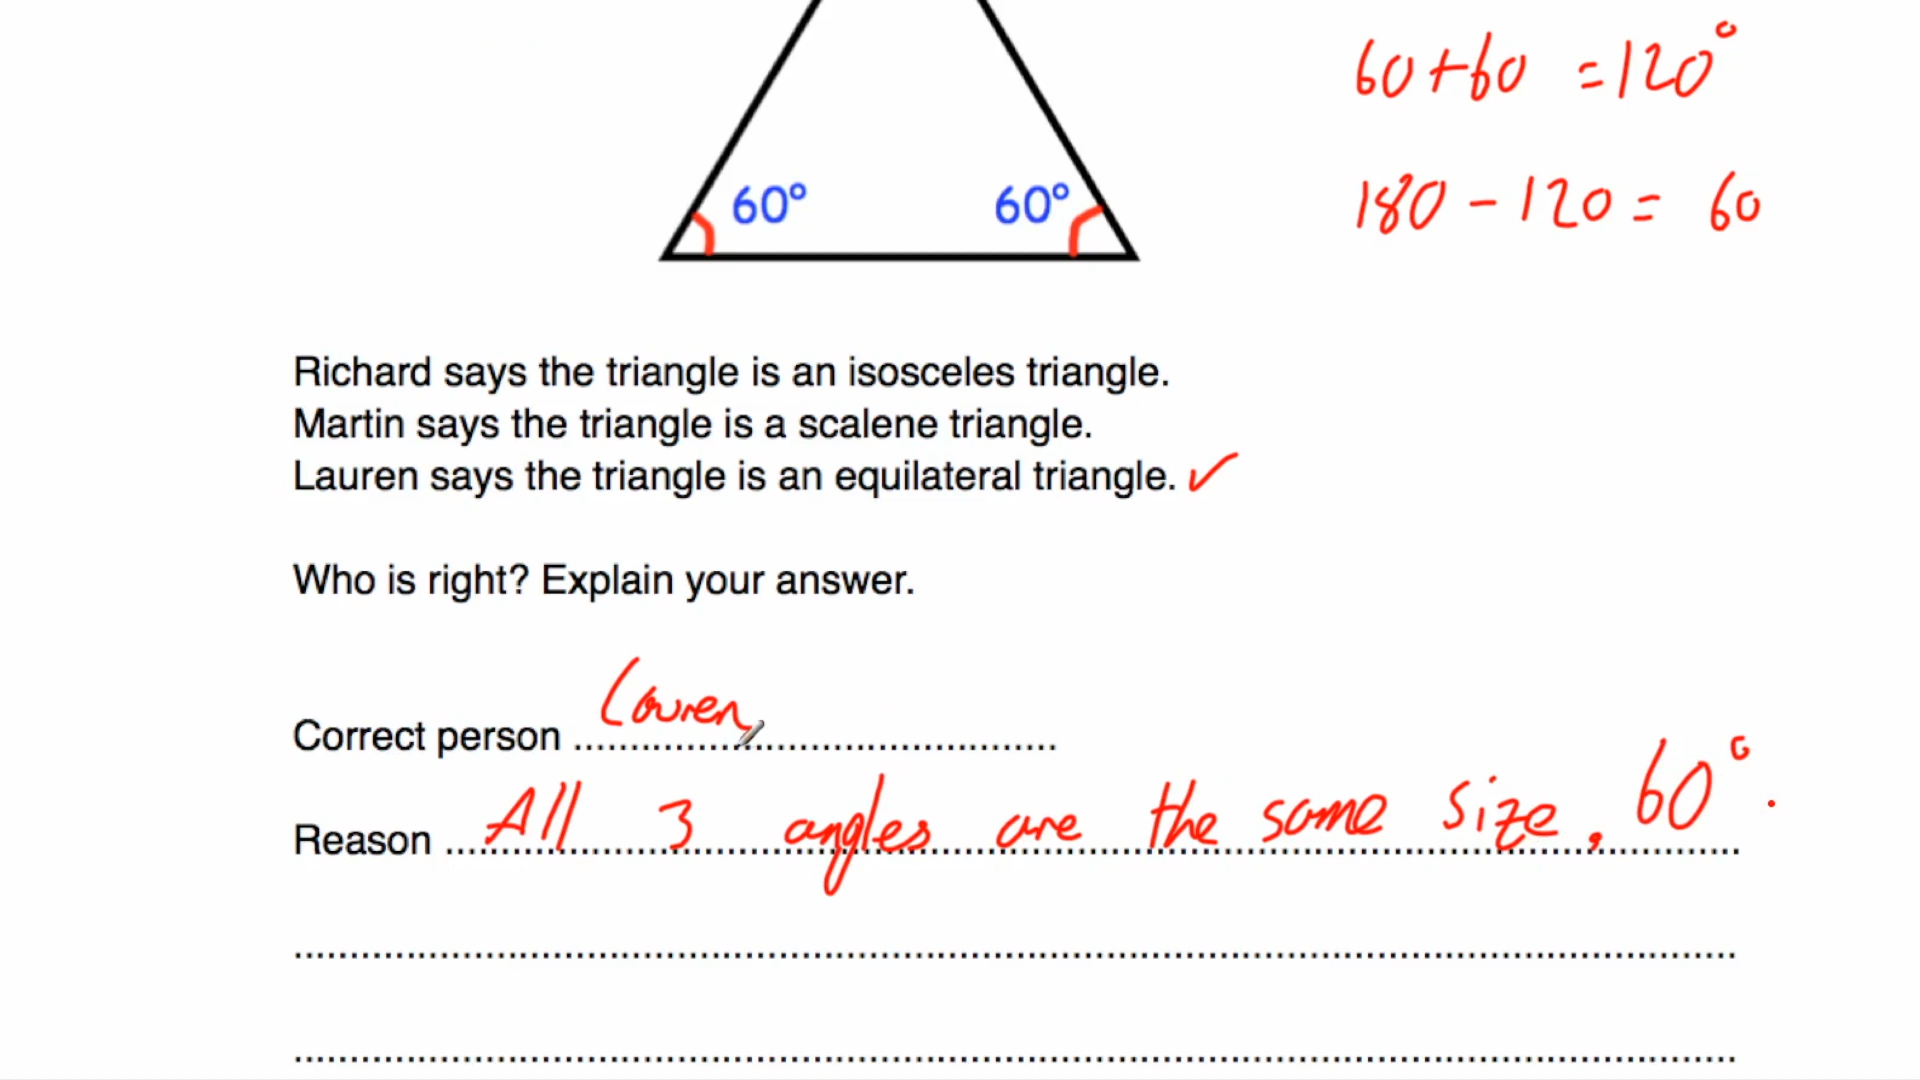 60+60 =120°
180 - 120 = 60
60° 60°
Richard says the triangle is an isosceles triangle.
Martin says the triangle is a scalene triangle.
Lauren says the triangle is an equilateral triangle. ✓
Who is right? Explain your answer.
Correct person Lauren
Reason All 3 angles are the same size, 60°.